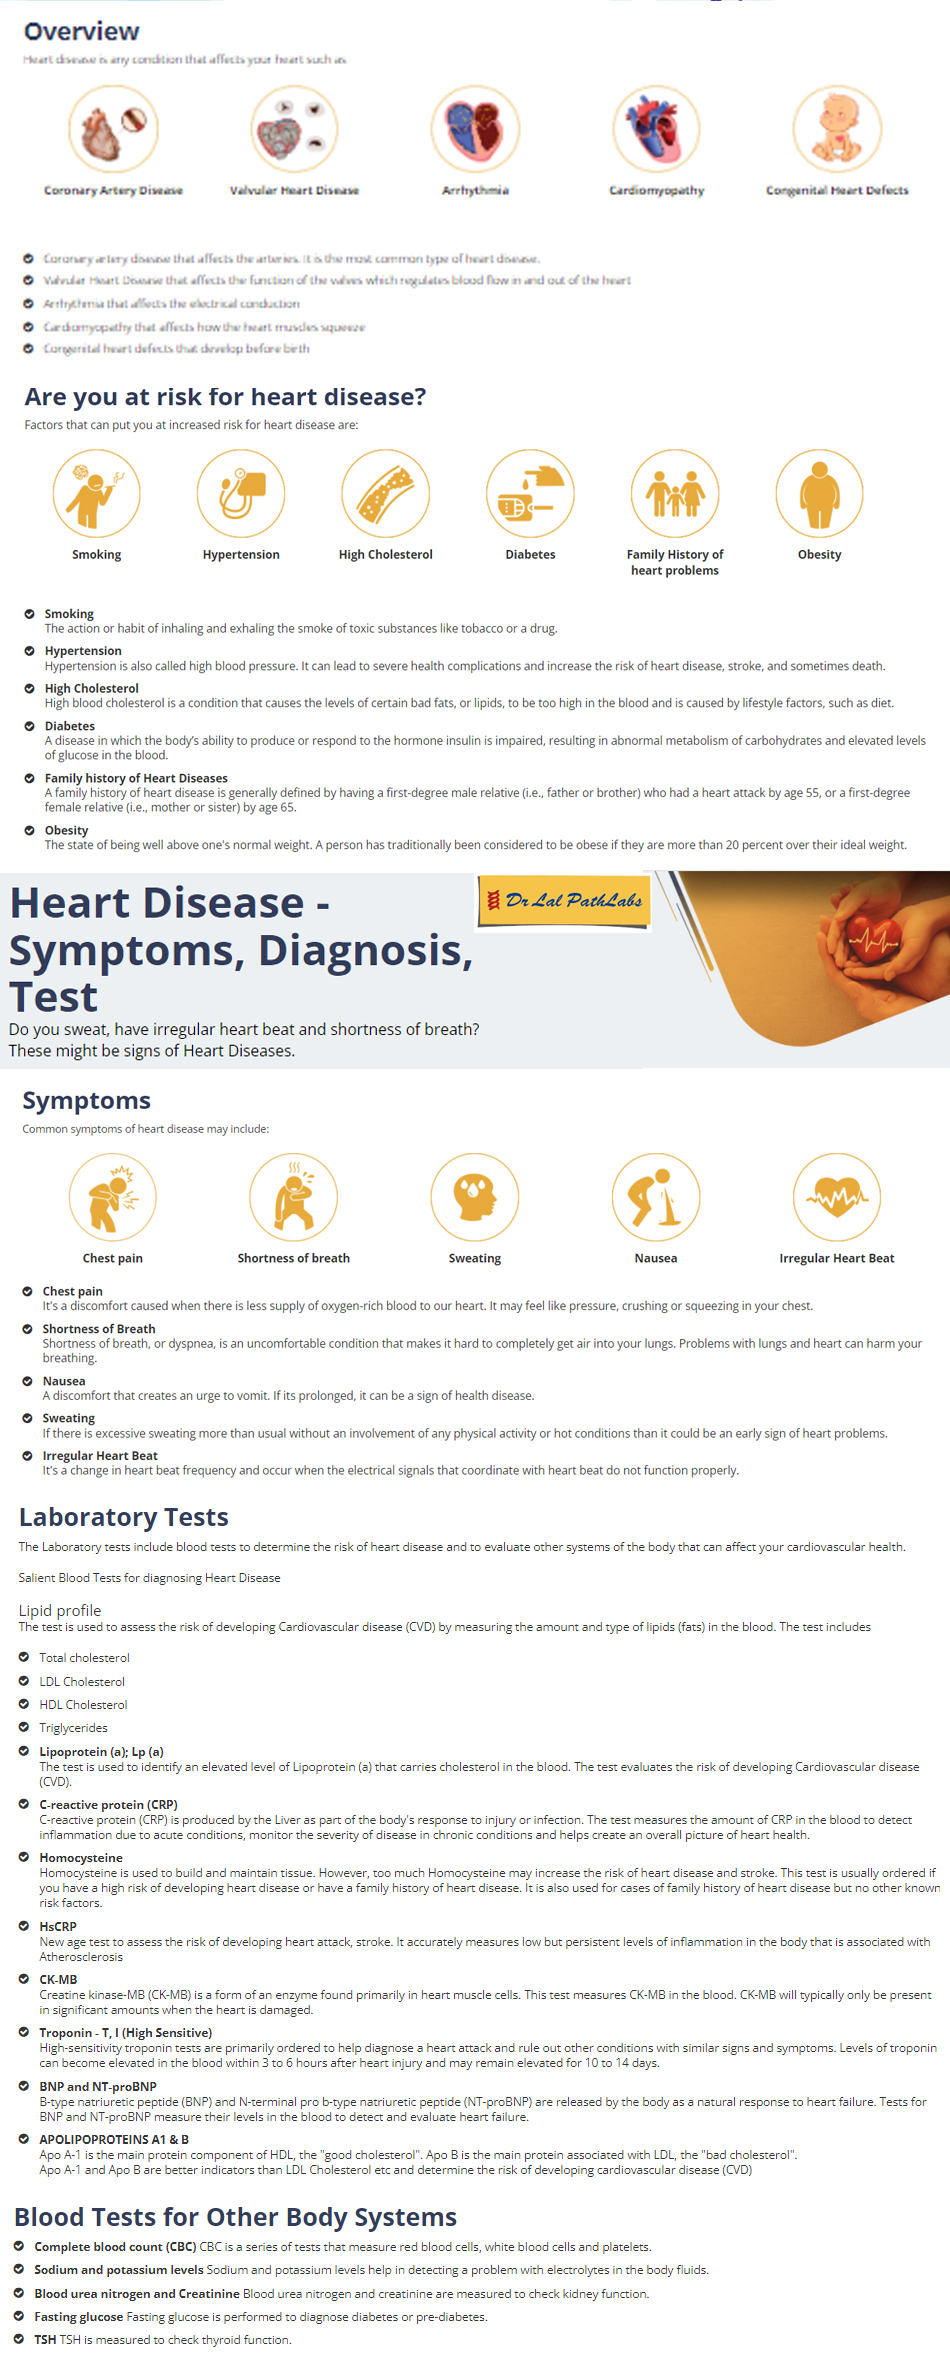 Overview
Heart disease is any condition that affects your heart such as
Coronary Artery Disease
Valvular Heart Disease
Arrhythmia
Cardiomyopathy
Congenital Heart Defects
Coronary artery disease that affects the arteries. It is the most common type of heart disease.
Valvular Heart Disease that affects the function of the valves which regulates blood flow in and out of the heart
Arrhythmia that affects the electrical conduction
Cardiomyopathy that affects how the heart muscles squeeze
Congenital heart defects that develop before birth
Are you at risk for heart disease?
Factors that can put you at increased risk for heart disease are:
Smoking
Hypertension
High Cholesterol
Diabetes
Family History of
heart problems
Obesity
Smoking
The action or habit of inhaling and exhaling the smoke of toxic substances like tobacco or a drug.
Hypertension
Hypertension is also called high blood pressure. It can lead to severe health complications and increase the risk of heart disease, stroke, and sometimes death.
High Cholesterol
High blood cholesterol is a condition that causes the levels of certain bad fats, or lipids, to be too high in the blood and is caused by lifestyle factors, such as diet.
Diabetes
A disease in which the body's ability to produce or respond to the hormone insulin is impaired, resulting in abnormal metabolism of carbohydrates and elevated levels
of glucose in the blood.
Family history of Heart Diseases
A family history of heart disease is generally defined by having a first-degree male relative (i.e., father or brother) who had a heart attack by age 55, or a first-degree
female relative (i.e., mother or sister) by age 65.
Obesity
The state of being well above one's normal weight. A person has traditionally been considered to be obese if they are more than 20 percent over their ideal weight.
Heart Disease -
Symptoms, Diagnosis,
Test
Dr Lal PathLabs
Do you sweat, have irregular heart beat and shortness of breath?
These might be signs of Heart Diseases.
Symptoms
Common symptoms of heart disease may include:
Chest pain
Shortness of breath
Sweating
Nausea
Irregular Heart Beat
Chest pain
It's a discomfort caused when there is less supply of oxygen-rich blood to our heart. It may feel like pressure, crushing or squeezing in your chest.
Shortness of Breath
Shortness of breath, or dyspnea, is an uncomfortable condition that makes it hard to completely get air into your lungs. Problems with lungs and heart can harm your
breathing.
Nausea
A discomfort that creates an urge to vomit. If its prolonged, it can be a sign of health disease.
Sweating
If there is excessive sweating more than usual without an involvement of any physical activity or hot conditions than it could be an early sign of heart problems.
Irregular Heart Beat
It's a change in heart beat frequency and occur when the electrical signals that coordinate with heart beat do not function properly.
Laboratory Tests
The Laboratory tests include blood tests to determine the risk of heart disease and to evaluate other systems of the body that can affect your cardiovascular health.
Salient Blood Tests for diagnosing Heart Disease
Lipid profile
The test is used to assess the risk of developing Cardiovascular disease (CVD) by measuring the amount and type of lipids (fats) in the blood. The test includes
Total cholesterol
LDL Cholesterol
HDL Cholesterol
Triglycerides
Lipoprotein (a); Lp (a)
The test is used to identify an elevated level of Lipoprotein (a) that carries cholesterol in the blood. The test evaluates the risk of developing Cardiovascular disease
(CVD).
C-reactive protein (CRP)
C-reactive protein (CRP) is produced by the Liver as part of the body's response to injury or infection. The test measures the amount of CRP in the blood to detect
inflammation due to acute conditions, monitor the severity of disease in chronic conditions and helps create an overall picture of heart health.
Homocysteine
Homocysteine is used to build and maintain tissue. However, too much Homocysteine may increase the risk of heart disease and stroke. This test is usually ordered if
you have a high risk of developing heart disease or have a family history of heart disease. It is also used for cases of family history of heart disease but no other known
risk factors.
HsCRP
New age test to assess the risk of developing heart attack, stroke. It accurately measures low but persistent levels of inflammation in the body that is associated with
Atherosclerosis
CK-MB
Creatine kinase-MB (CK-MB) is a form of an enzyme found primarily in heart muscle cells. This test measures CK-MB in the blood. CK-MB will typically only be present
in significant amounts when the heart is damaged.
Troponin - T, I (High Sensitive)
High-sensitivity troponin tests are primarily ordered to help diagnose a heart attack and rule out other conditions with similar signs and symptoms. Levels of troponin
can become elevated in the blood within 3 to 6 hours after heart injury and may remain elevated for 10 to 14 days.
BNP and NT-proBNP
B-type natriuretic peptide (BNP) and N-terminal pro b-type natriuretic peptide (NT-proBNP) are released by the body as a natural response to heart failure. Tests for
BNP and NT-proBNP measure their levels in the blood to detect and evaluate heart failure.
APOLIPOPROTEINS A1 & B
Apo A-1 is the main protein component of HDL, the "good cholesterol". Apo B is the main protein associated with LDL, the "bad cholesterol".
Apo A-1 and Apo B are better indicators than LDL Cholesterol etc and determine the risk of developing cardiovascular disease (CVD)
Blood Tests for Other Body Systems
Complete blood count (CBC) CBC is a series of tests that measure red blood cells, white blood cells and platelets.
Sodium and potassium levels Sodium and potassium levels help in detecting a problem with electrolytes in the body fluids.
Blood urea nitrogen and Creatinine Blood urea nitrogen and creatinine are measured to check kidney function.
Fasting glucose Fasting glucose is performed to diagnose diabetes or pre-diabetes.
TSH TSH is measured to check thyroid function.